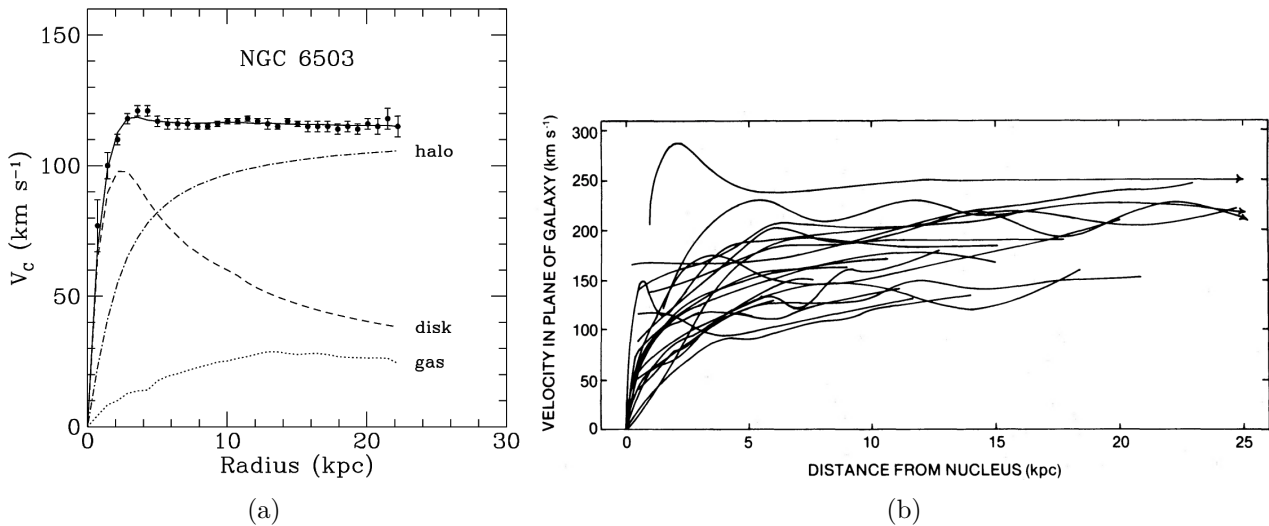 150
100
50
0
V_C (km s⁻¹)
NGC 6503
halo
disk
gas
0 10 20 30
Radius (kpc)
(a)
300
250
200
150
100
50
0
VELOCITY IN PLANE OF GALAXY (km s⁻¹)
0 5 10 15 20 25
DISTANCE FROM NUCLEUS (kpc)
(b)